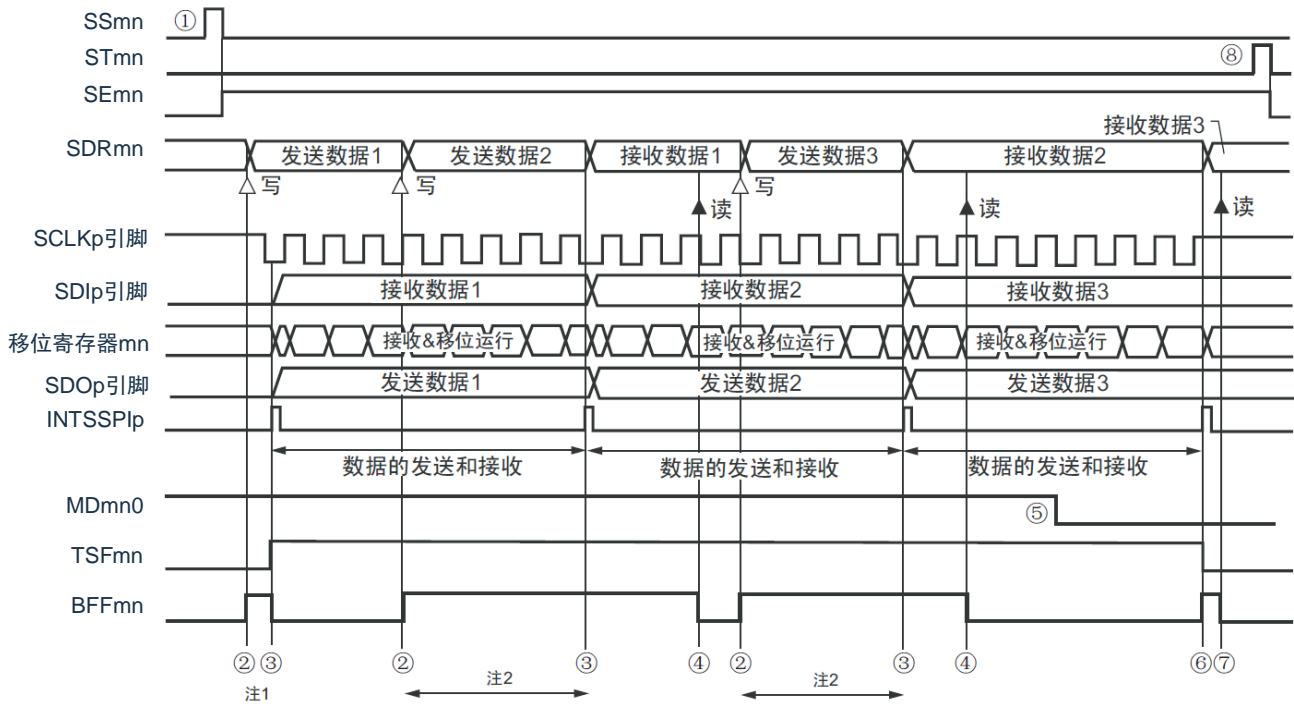 SSmn ①
STmn ⑧
SEmn
接收数据3
SDRmn 发送数据1 发送数据2 接收数据1 发送数据3 接收数据2
写 写 读 写 读 读
SCLKp引脚
SDIp引脚 接收数据1 接收数据2 接收数据3
移位寄存器mn 接收&移位运行 接收&移位运行 接收&移位运行
SDOp引脚 发送数据1 发送数据2 发送数据3
INTSSPIp
数据的发送和接收 数据的发送和接收 数据的发送和接收
MDmn0 ⑤
TSFmn
BFFmn
② ③ ② ③ ④ ② ③ ④ ⑥ ⑦
注1 注2 注2